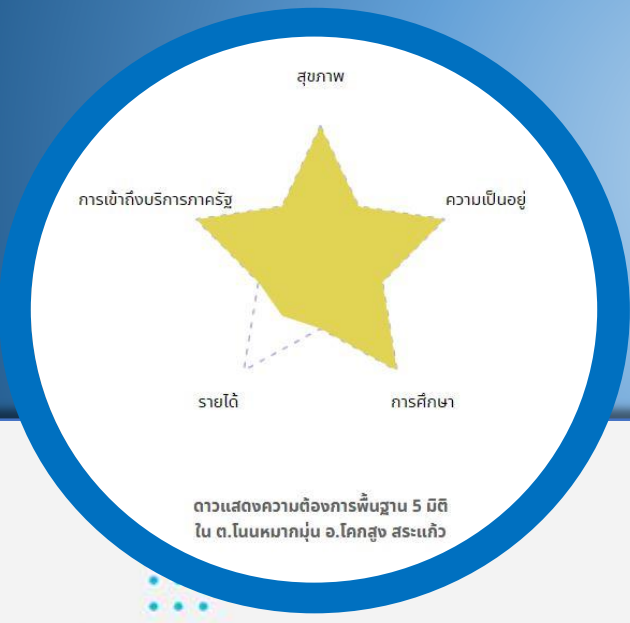 สุขภาพ
การเข้าถึงบริการภาครัฐ
ความเป็นอยู่
รายได้
การศึกษา
ดาวแสดงความต้องการพื้นฐาน 5 มิติ
ใน ต.โนนหมากมุ่น อ.โคกสูง สระแก้ว